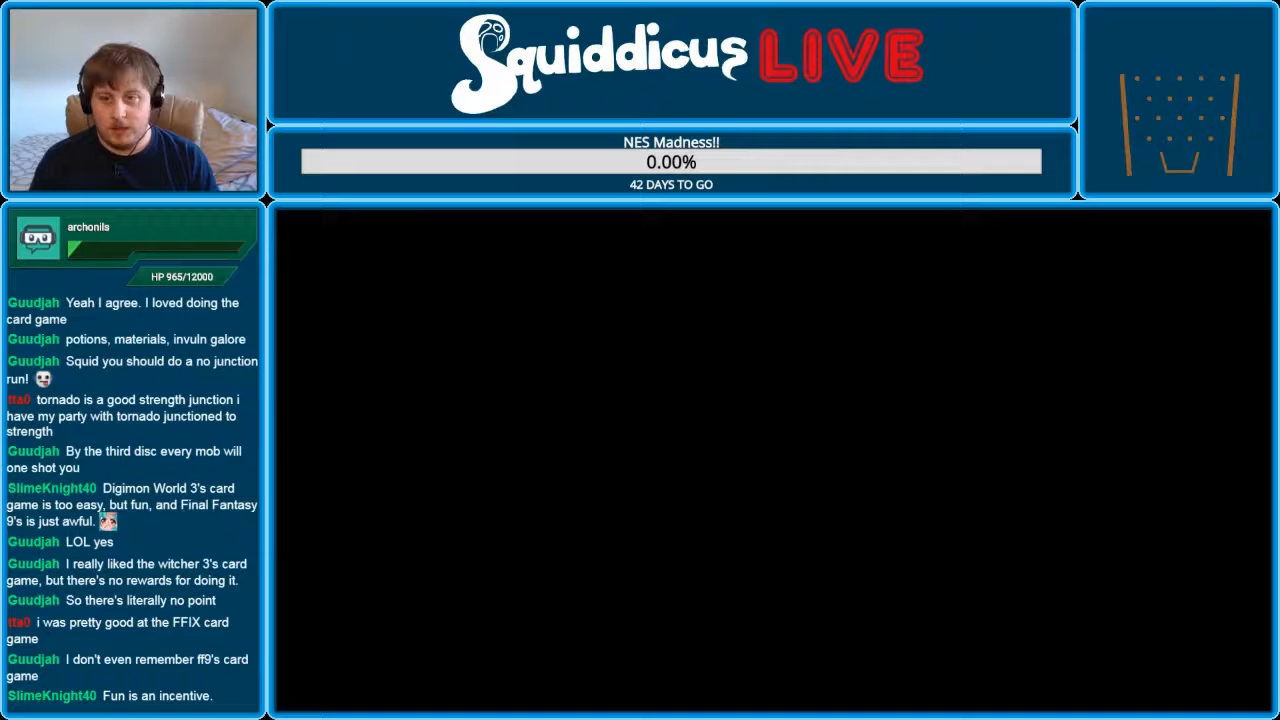 Squiddicus LIVE
NES Madness!!
0.00%
42 DAYS TO GO
archonils
HP 965/12000
Guudjah Yeah I agree. I loved doing the
card game
Guudjah potions, materials, invuln galore
Guudjah Squid you should do a no junction
run!
tta0 tornado is a good strength junction i
have my party with tornado junctioned to
strength
Guudjah By the third disc every mob will
one shot you
SlimeKnight40 Digimon World 3's card
game is too easy, but fun, and Final Fantasy
9's is just awful.
Guudjah LOL yes
Guudjah I really liked the witcher 3's card
game, but there's no rewards for doing it.
Guudjah So there's literally no point
tta0 i was pretty good at the FFIX card
game
Guudjah I don't even remember ff9's card
game
SlimeKnight40 Fun is an incentive.